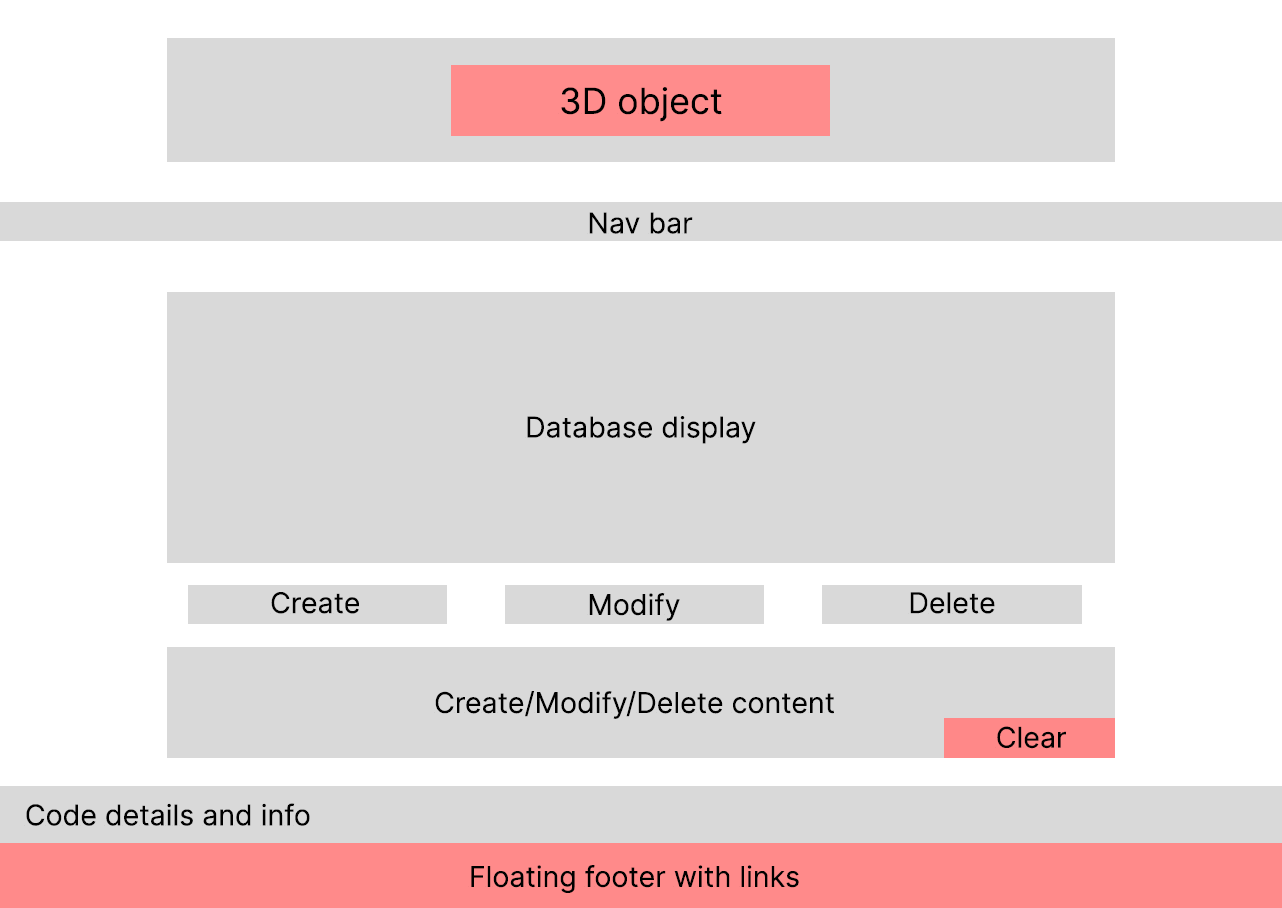 3D object
Nav bar
Database display
Create
Modify
Delete
Create/Modify/Delete content
Clear
Code details and info
Floating footer with links